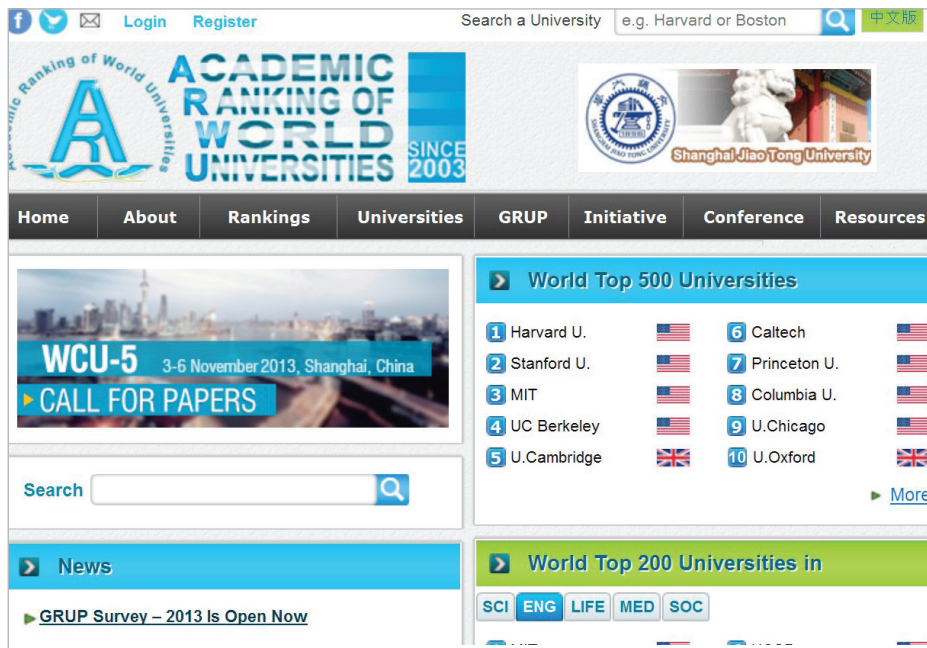 f Login Register Search a University e.g. Harvard or Boston 中文版
Academic Ranking of World Universities
ACADEMIC
RANKING OF
WORLD
UNIVERSITIES
SINCE
2003
SHANGHAI JIAO TONG UNIVERSITY
Shanghai Jiao Tong University
Home About Rankings Universities GRUP Initiative Conference Resources
WCU-5 3-6 November 2013, Shanghai, China
CALL FOR PAPERS
Search
News
GRUP Survey – 2013 Is Open Now
World Top 500 Universities
1 Harvard U. 6 Caltech
2 Stanford U. 7 Princeton U.
3 MIT 8 Columbia U.
4 UC Berkeley 9 U.Chicago
5 U.Cambridge 10 U.Oxford
More
World Top 200 Universities in
SCI ENG LIFE MED SOC